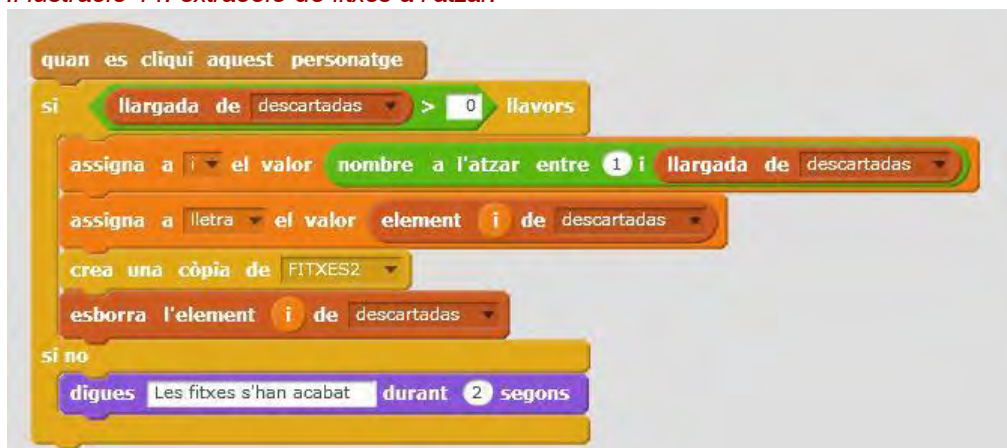 Il·lustració 14: extracció de fitxes a l'atzar.
quan es cliqui aquest personatge
si llargada de descartadas > 0 llavors
assigna a i el valor nombre a l'atzar entre 1 i llargada de descartadas
assigna a lletra el valor element i de descartadas
crea una còpia de FITXES2
esborra l'element i de descartadas
si no
digues Les fitxes s'han acabat durant 2 segons